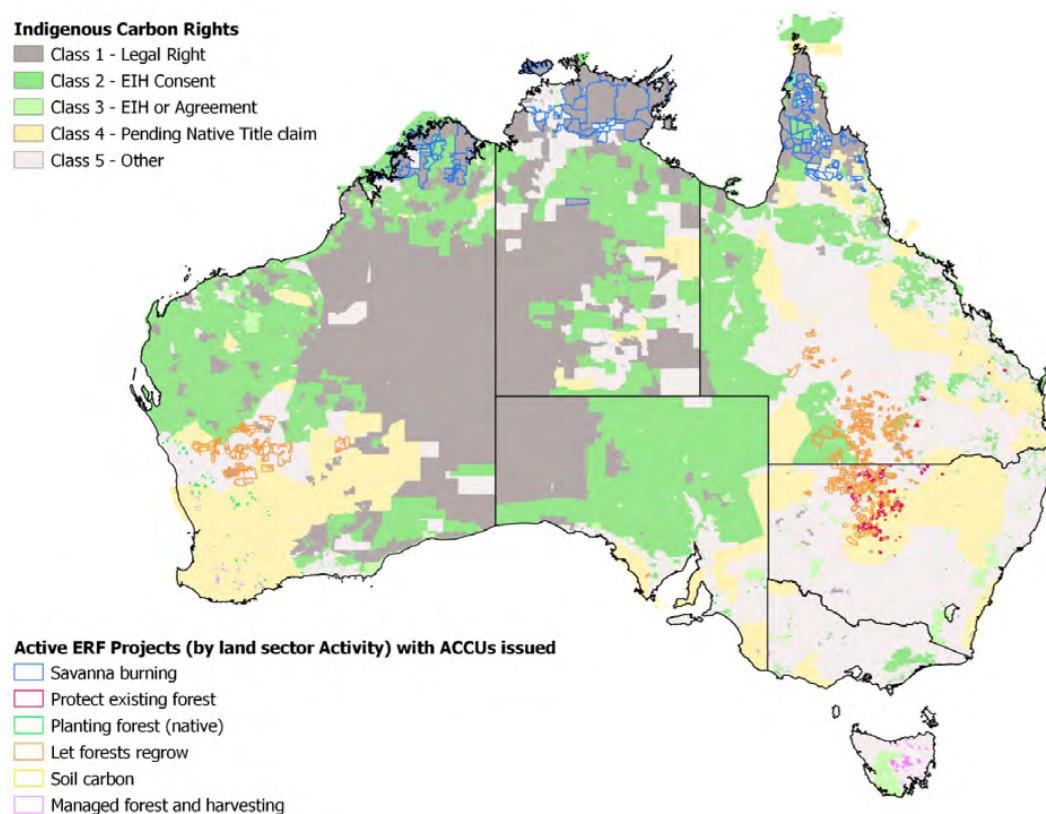 Indigenous Carbon Rights
Class 1 - Legal Right
Class 2 - EIH Consent
Class 3 - EIH or Agreement
Class 4 - Pending Native Title claim
Class 5 - Other
Active ERF Projects (by land sector Activity) with ACCUs issued
Savanna burning
Protect existing forest
Planting forest (native)
Let forests regrow
Soil carbon
Managed forest and harvesting